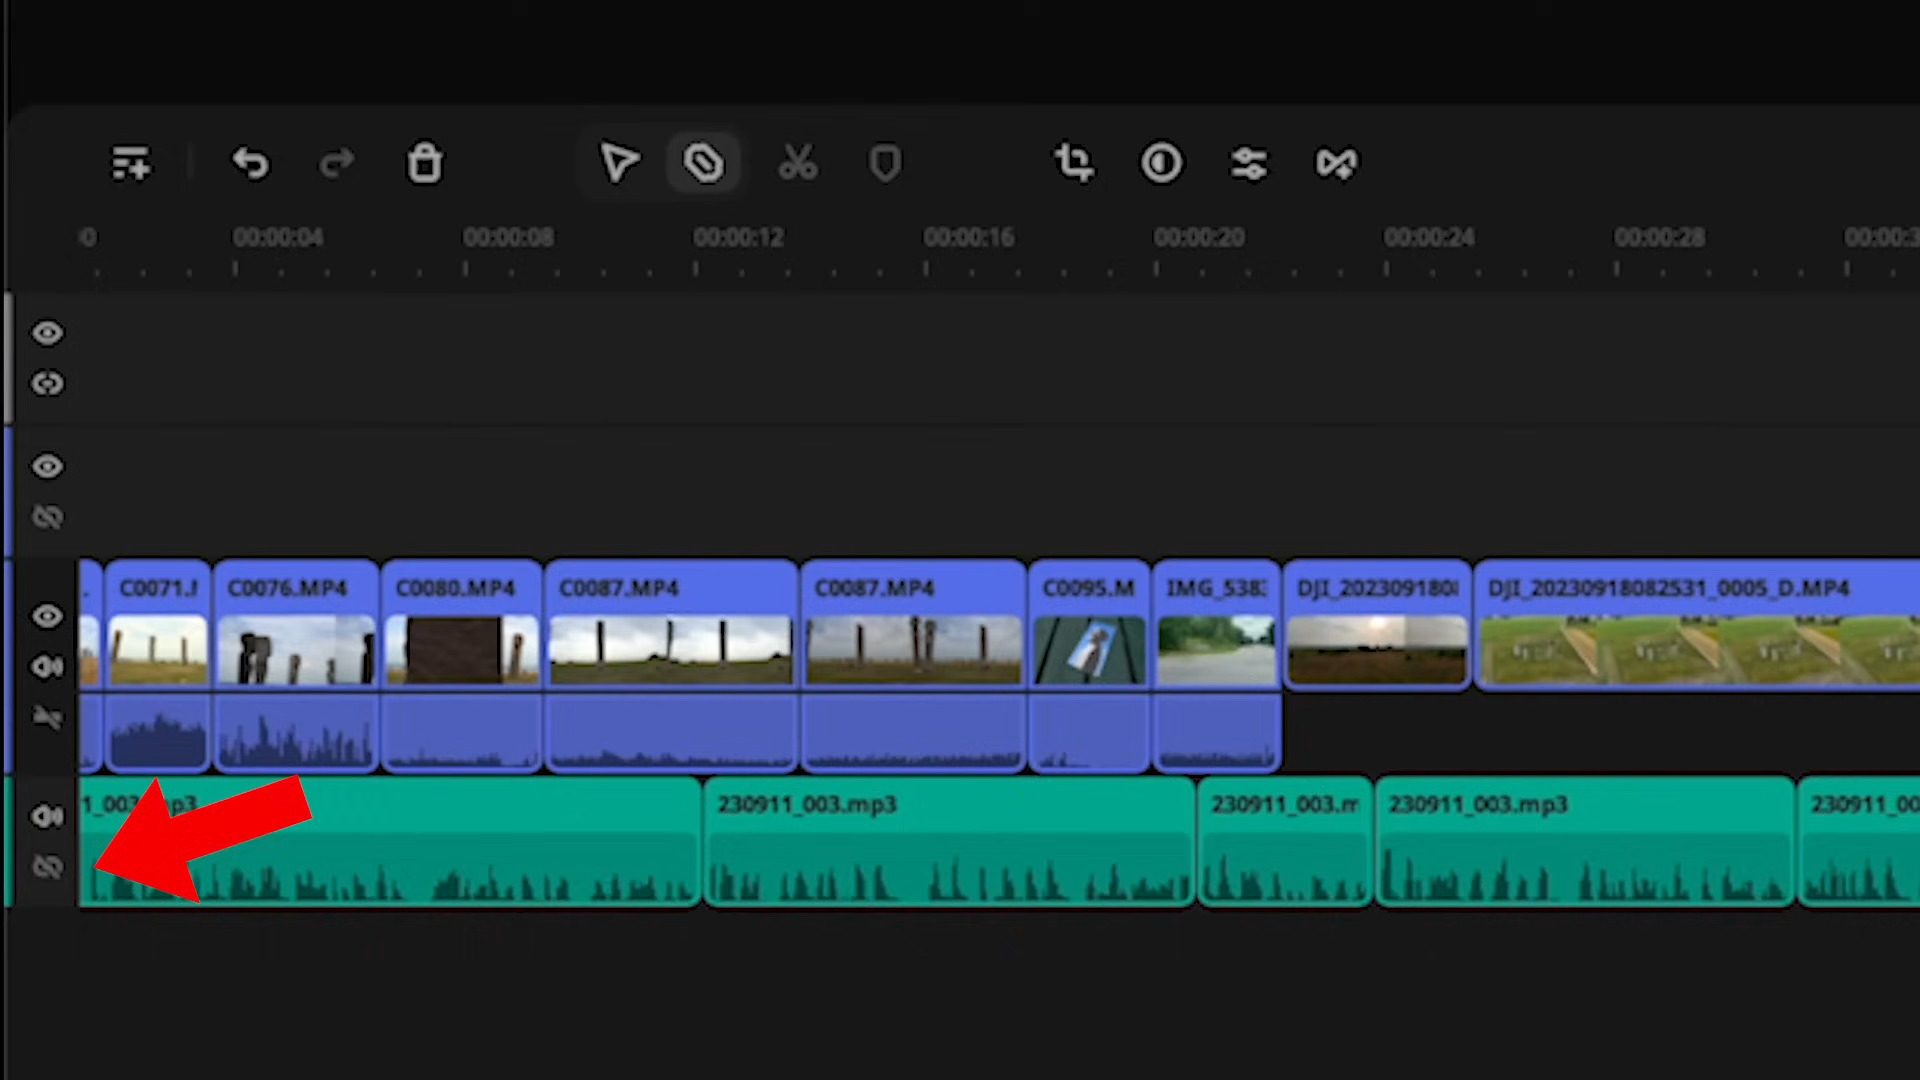 00:00:04 00:00:08 00:00:12 00:00:16 00:00:20 00:00:24 00:00:28 00:00:3
C0071. C0076.MP4 C0080.MP4 C0087.MP4 C0087.MP4 C0095.M IMG_538 DJI_202309180 DJI_20230918082531_0005_D.MP4
1_003 p3 230911_003.mp3 230911_003.m 230911_003.mp3 230911_00